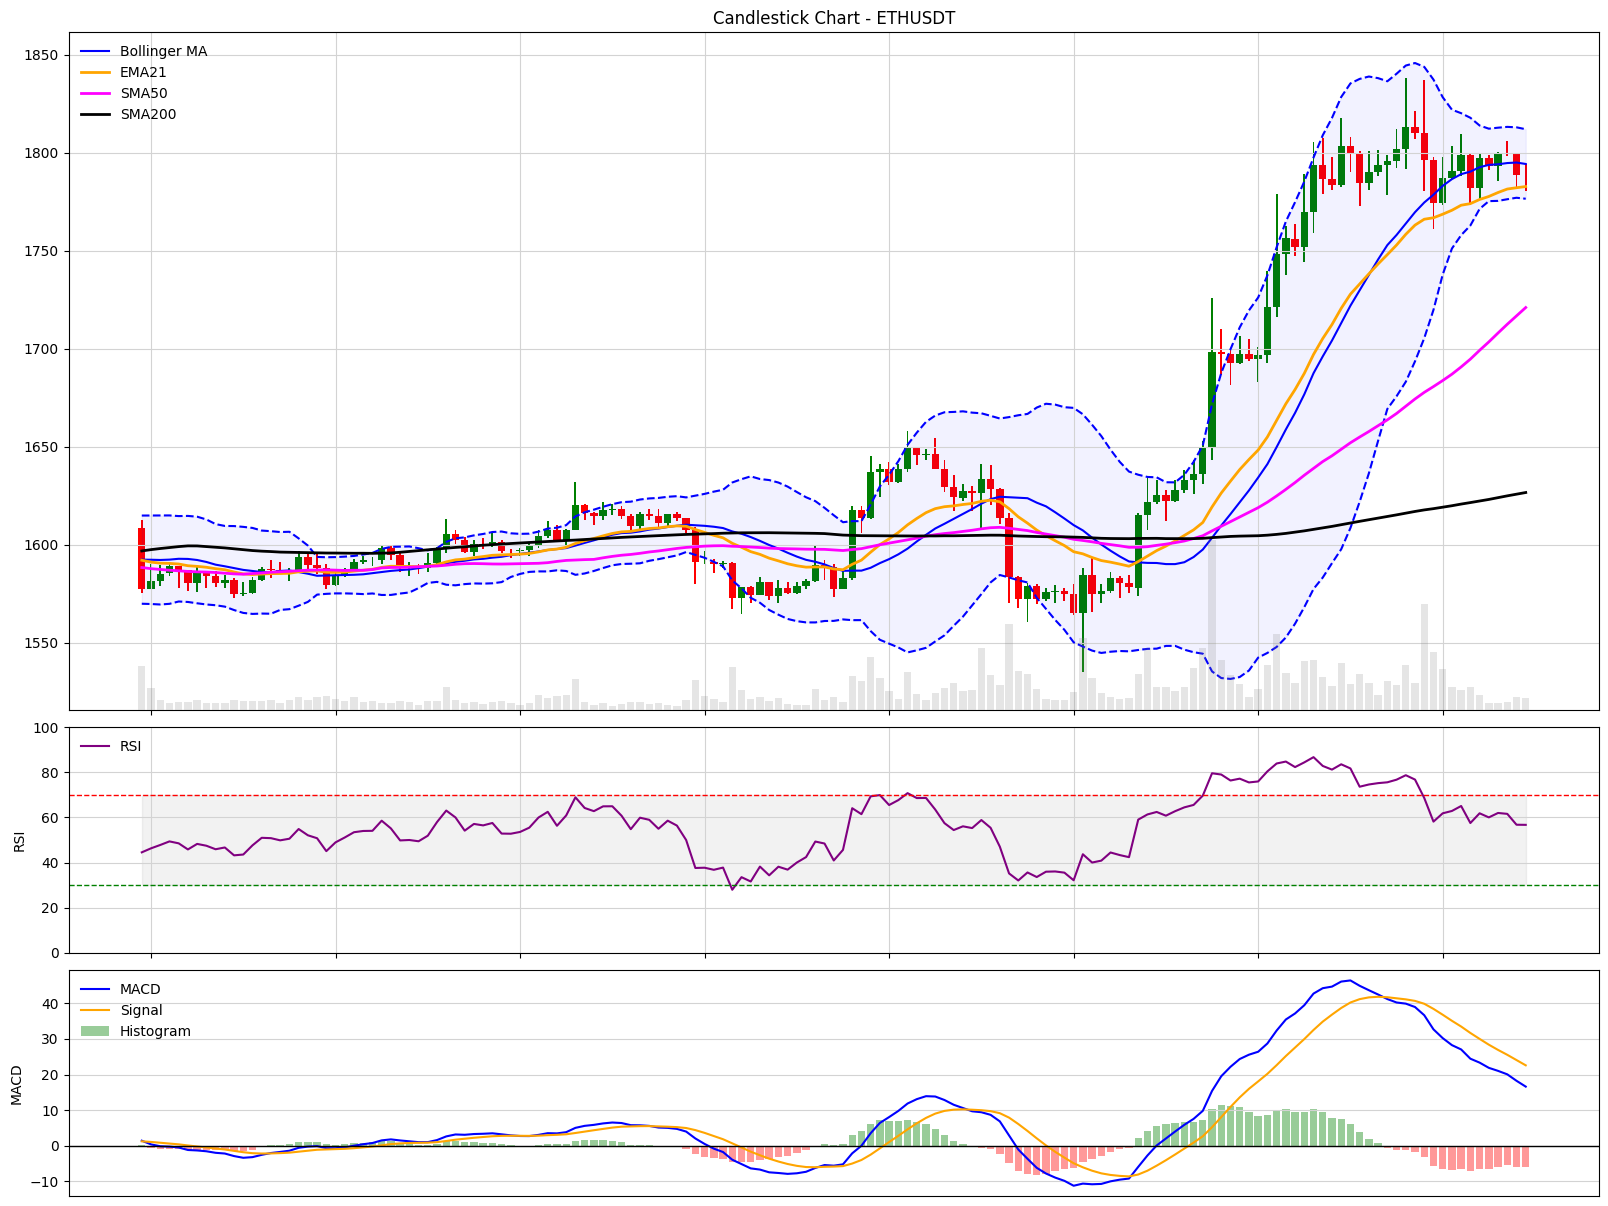 Candlestick Chart - ETHUSDT
Bollinger MA
EMA21
SMA50
SMA200
1850
1800
1750
1700
1650
1600
1550
RSI
100
80
60
40
20
0
RSI
MACD
Signal
Histogram
40
30
20
10
0
−10
MACD